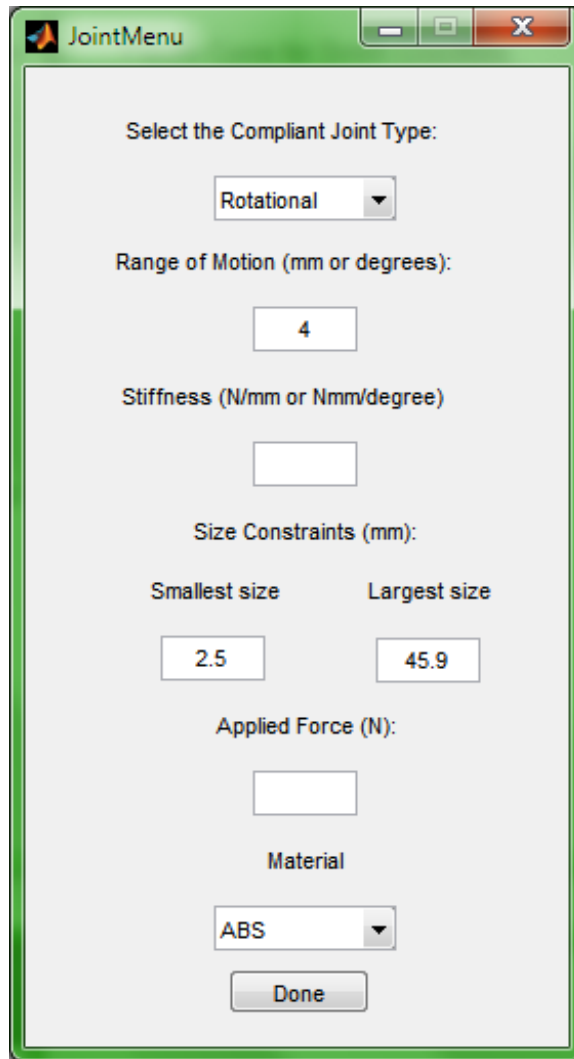 JointMenu
Select the Compliant Joint Type:
Rotational
Range of Motion (mm or degrees):
4
Stiffness (N/mm or Nmm/degree)
Size Constraints (mm):
Smallest size Largest size
2.5 45.9
Applied Force (N):
Material
ABS
Done